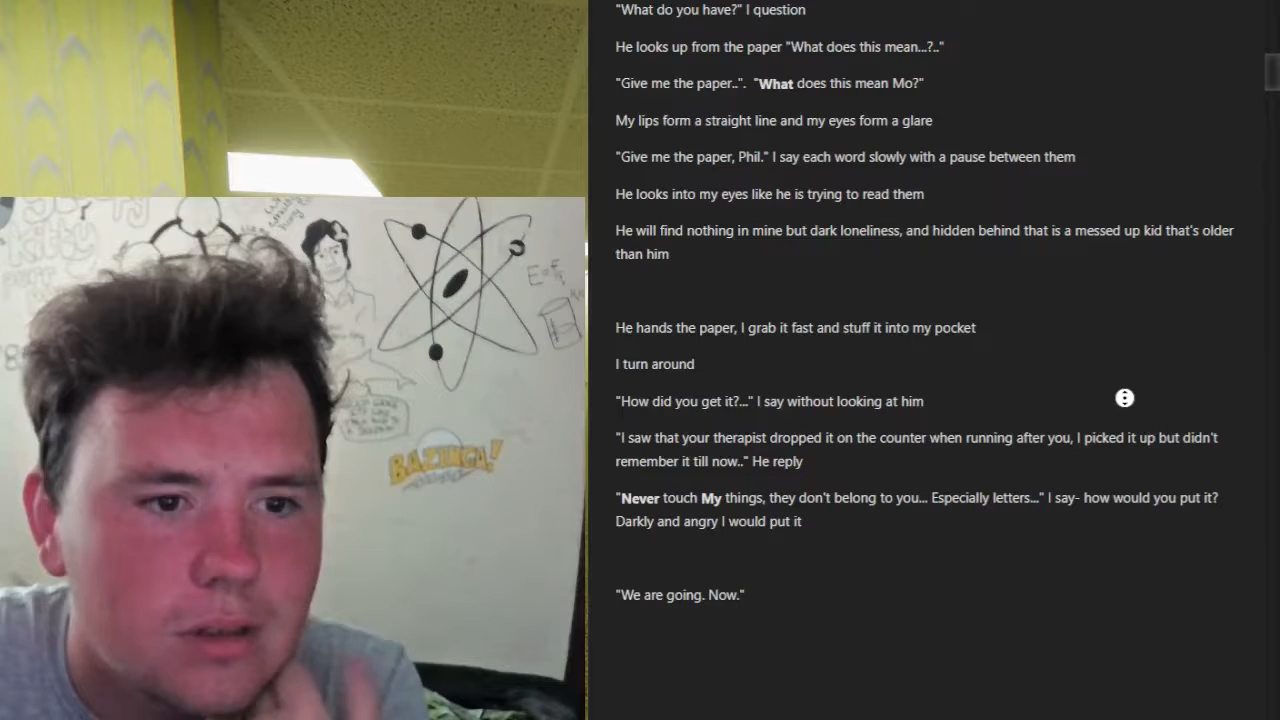 "What do you have?" I question
He looks up from the paper "What does this mean...?.."
"Give me the paper..".  "What does this mean Mo?"
My lips form a straight line and my eyes form a glare
"Give me the paper, Phil." I say each word slowly with a pause between them
He looks into my eyes like he is trying to read them
He will find nothing in mine but dark loneliness, and hidden behind that is a messed up kid that's older
than him
He hands the paper, I grab it fast and stuff it into my pocket
I turn around
"How did you get it?..." I say without looking at him
"I saw that your therapist dropped it on the counter when running after you, I picked it up but didn't
remember it till now.." He reply
"Never touch My things, they don't belong to you... Especially letters..." I say- how would you put it?
Darkly and angry I would put it
"We are going. Now."
kitty
BAZINGA!